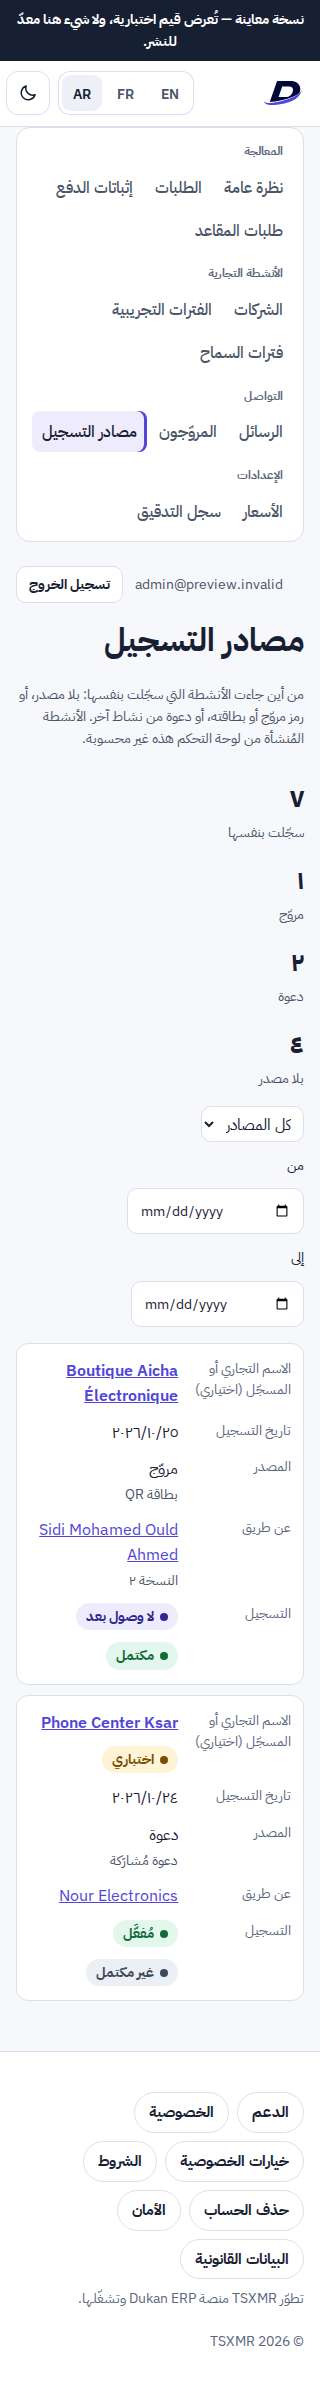 نسخة معاينة — تُعرض قيم اختبارية، ولا شيء هنا معدّ
للنشر.
D
EN FR AR
المعالجة
نظرة عامة الطلبات إثباتات الدفع
طلبات المقاعد
الأنشطة التجارية
الشركات الفترات التجريبية
فترات السماح
التواصل
الرسائل المروّجون مصادر التسجيل
الإعدادات
الأسعار سجل التدقيق
admin@preview.invalid تسجيل الخروج
مصادر التسجيل
من أين جاءت الأنشطة التي سجّلت بنفسها: بلا مصدر، أو
رمز مروّج أو بطاقته، أو دعوة من نشاط آخر. الأنشطة
المُنشأة من لوحة التحكم هذه غير محسوبة.
٧
سجّلت بنفسها
١
مروّج
٢
دعوة
٤
بلا مصدر
كل المصادر
من
mm/dd/yyyy
إلى
mm/dd/yyyy
الاسم التجاري أو المسجّل (اختياري) Boutique Aicha Électronique
تاريخ التسجيل ٢٠٢٦/١٠/٢٥
المصدر مروّج
بطاقة QR
عن طريق Sidi Mohamed Ould Ahmed
النسخة ٢
التسجيل لا وصول بعد
مكتمل
الاسم التجاري أو المسجّل (اختياري) Phone Center Ksar
اختباري
تاريخ التسجيل ٢٠٢٦/١٠/٢٤
المصدر دعوة
دعوة مُشارَكة
عن طريق Nour Electronics
التسجيل مُفعَّل
غير مكتمل
الدعم الخصوصية
خيارات الخصوصية الشروط
حذف الحساب الأمان
البيانات القانونية
تطوّر TSXMR منصة Dukan ERP وتشغّلها.
© 2026 TSXMR